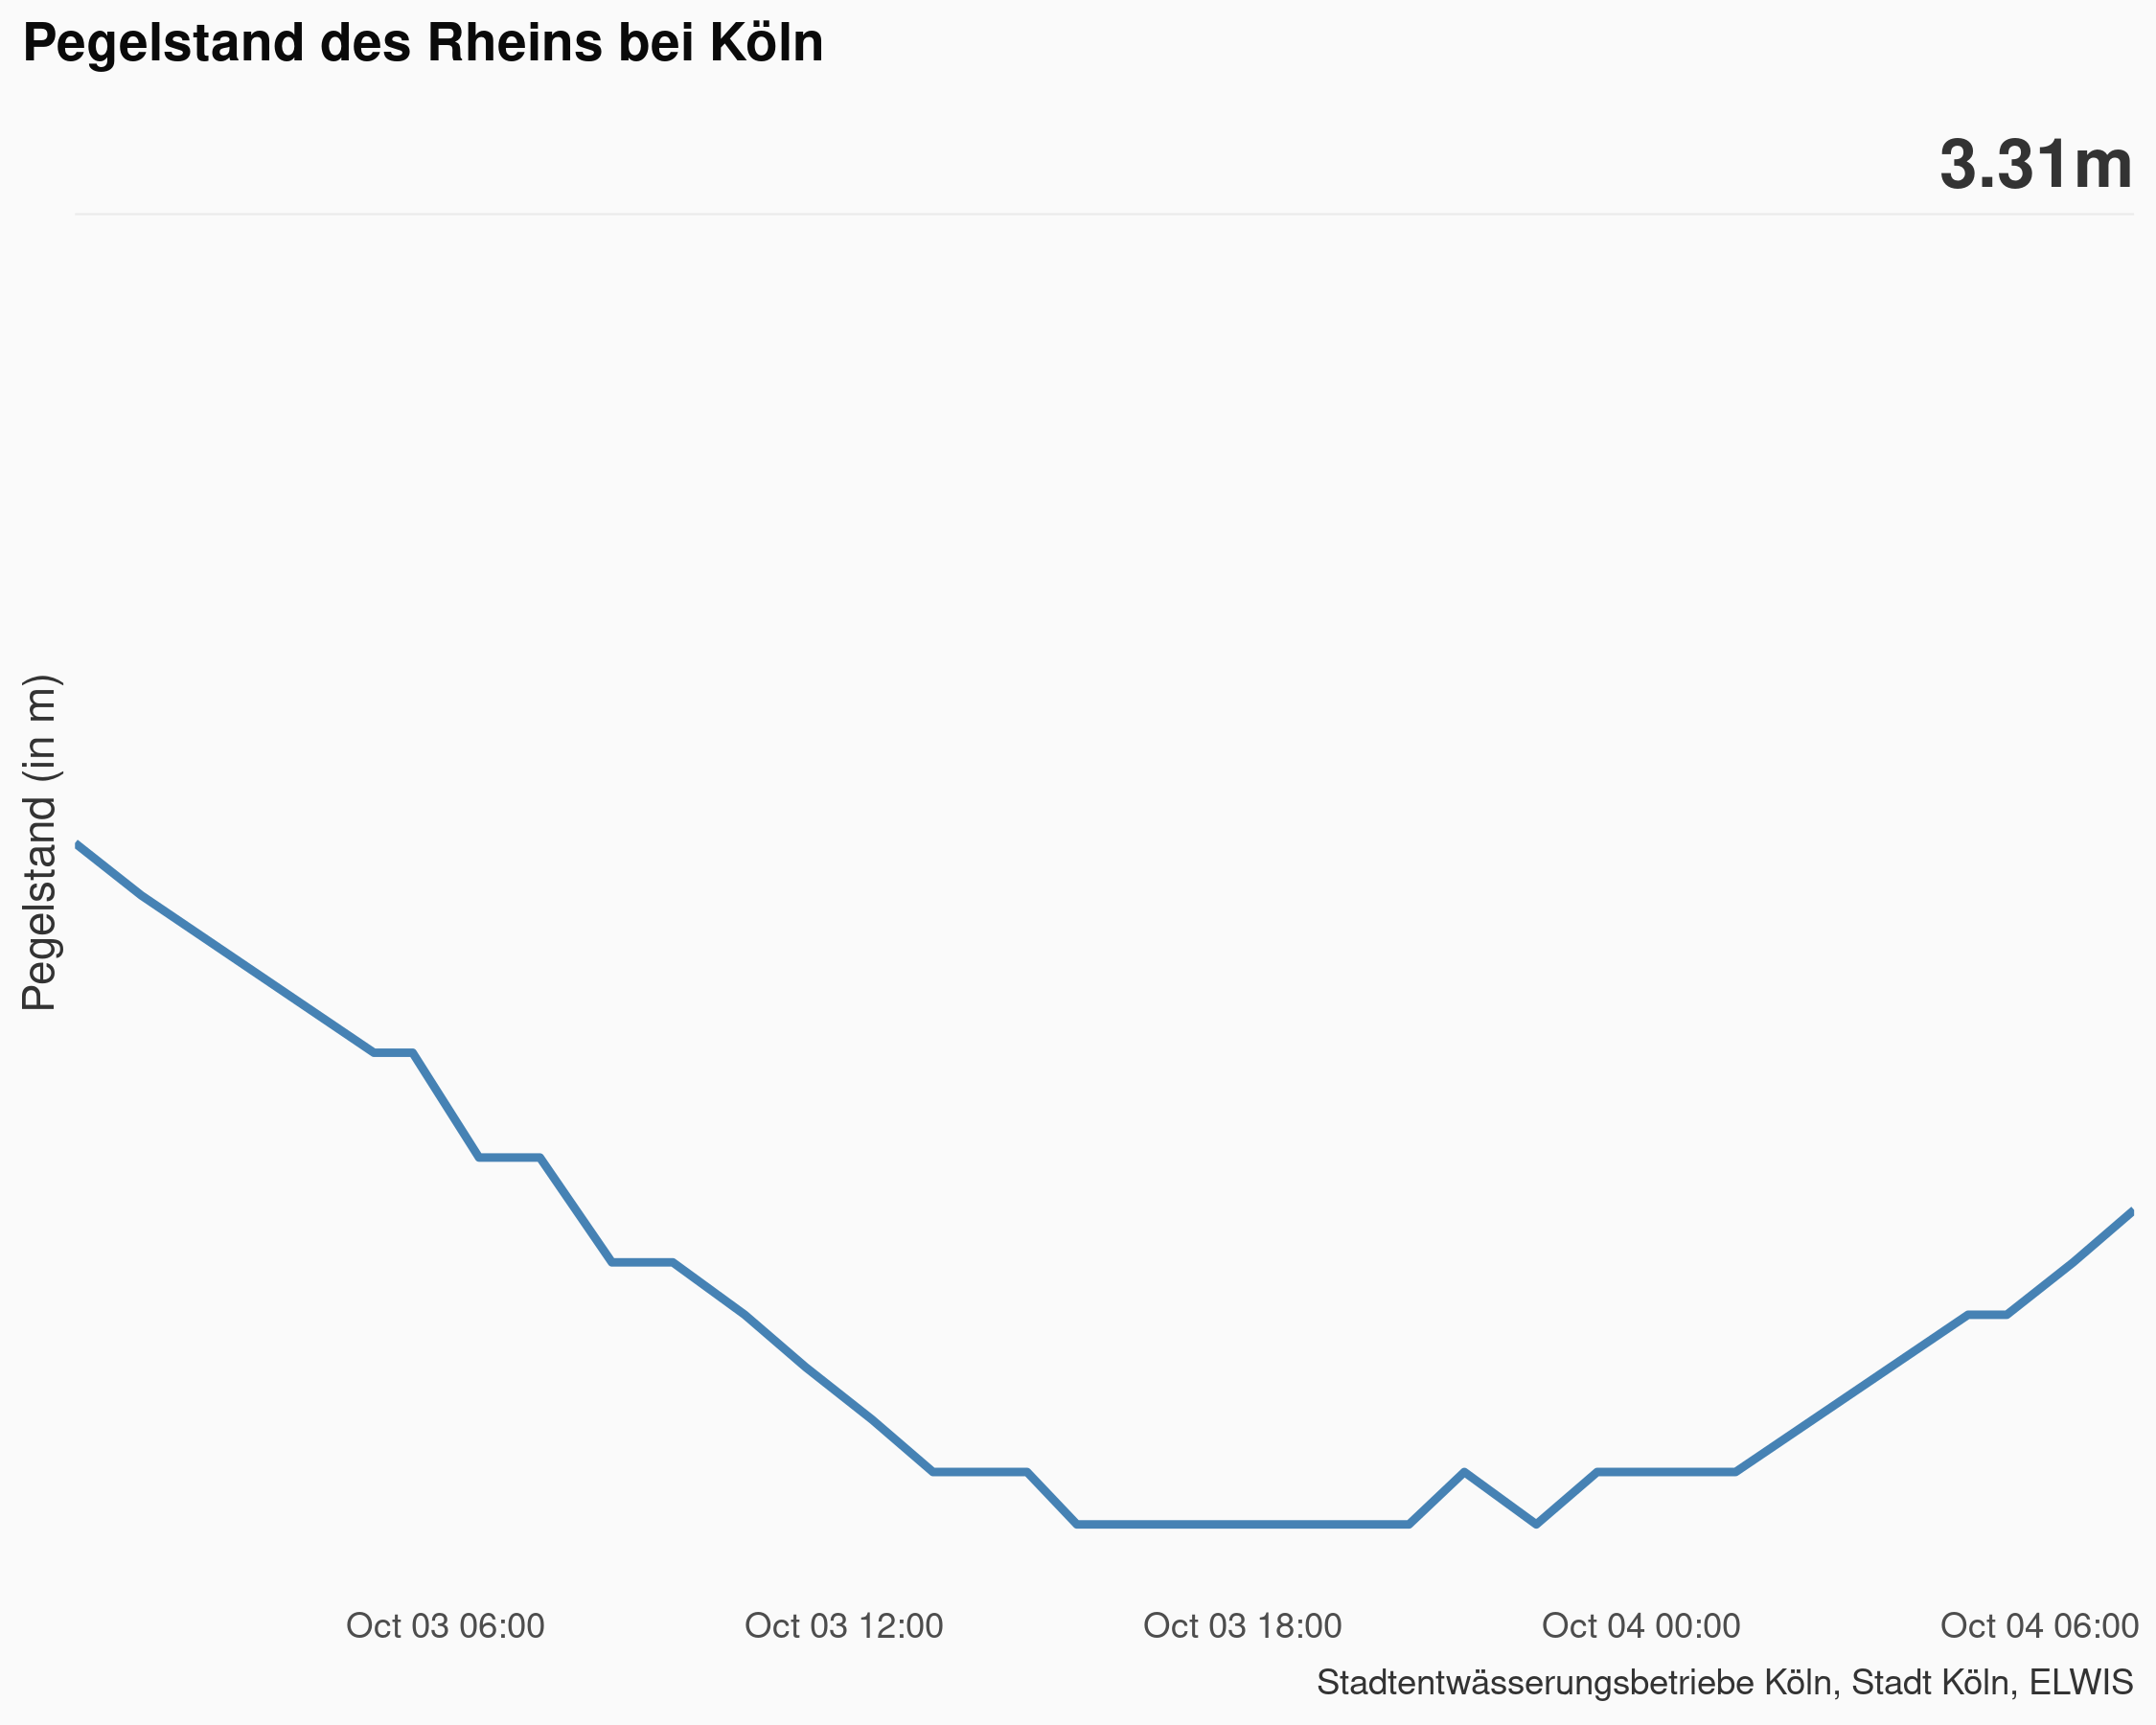 Pegelstand des Rheins bei Köln
3.31m
Pegelstand (in m)
Oct 03 06:00 Oct 03 12:00 Oct 03 18:00 Oct 04 00:00 Oct 04 06:00
Stadtentwässerungsbetriebe Köln, Stadt Köln, ELWIS